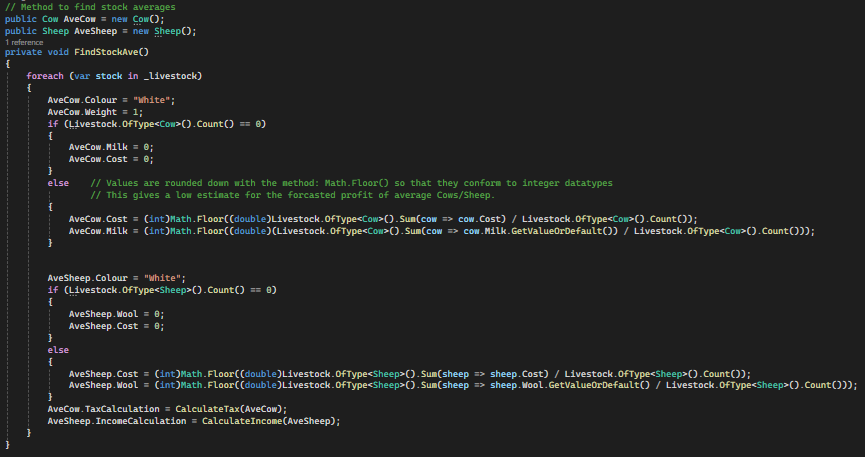 // Method to find stock averages
public Cow AveCow = new Cow();
public Sheep AveSheep = new Sheep();
1 reference
private void FindStockAve()
{
    foreach (var stock in _livestock)
    {
        AveCow.Colour = "White";
        AveCow.Weight = 1;
        if (Livestock.OfType<Cow>().Count() == 0)
        {
            AveCow.Milk = 0;
            AveCow.Cost = 0;
        }
        else    // Values are rounded down with the method: Math.Floor() so that they conform to integer datatypes
                // This gives a low estimate for the forcasted profit of average Cows/Sheep.
        {
            AveCow.Cost = (int)Math.Floor((double)Livestock.OfType<Cow>().Sum(cow => cow.Cost) / Livestock.OfType<Cow>().Count());
            AveCow.Milk = (int)Math.Floor((double)(Livestock.OfType<Cow>().Sum(cow => cow.Milk.GetValueOrDefault()) / Livestock.OfType<Cow>().Count()));
        }
        AveSheep.Colour = "White";
        if (Livestock.OfType<Sheep>().Count() == 0)
        {
            AveSheep.Wool = 0;
            AveSheep.Cost = 0;
        }
        else
        {
            AveSheep.Cost = (int)Math.Floor((double)Livestock.OfType<Sheep>().Sum(sheep => sheep.Cost) / Livestock.OfType<Sheep>().Count());
            AveSheep.Wool = (int)Math.Floor((double)Livestock.OfType<Sheep>().Sum(sheep => sheep.Wool.GetValueOrDefault() / Livestock.OfType<Sheep>().Count()));
        }
        AveCow.TaxCalculation = CalculateTax(AveCow);
        AveSheep.IncomeCalculation = CalculateIncome(AveSheep);
    }
}